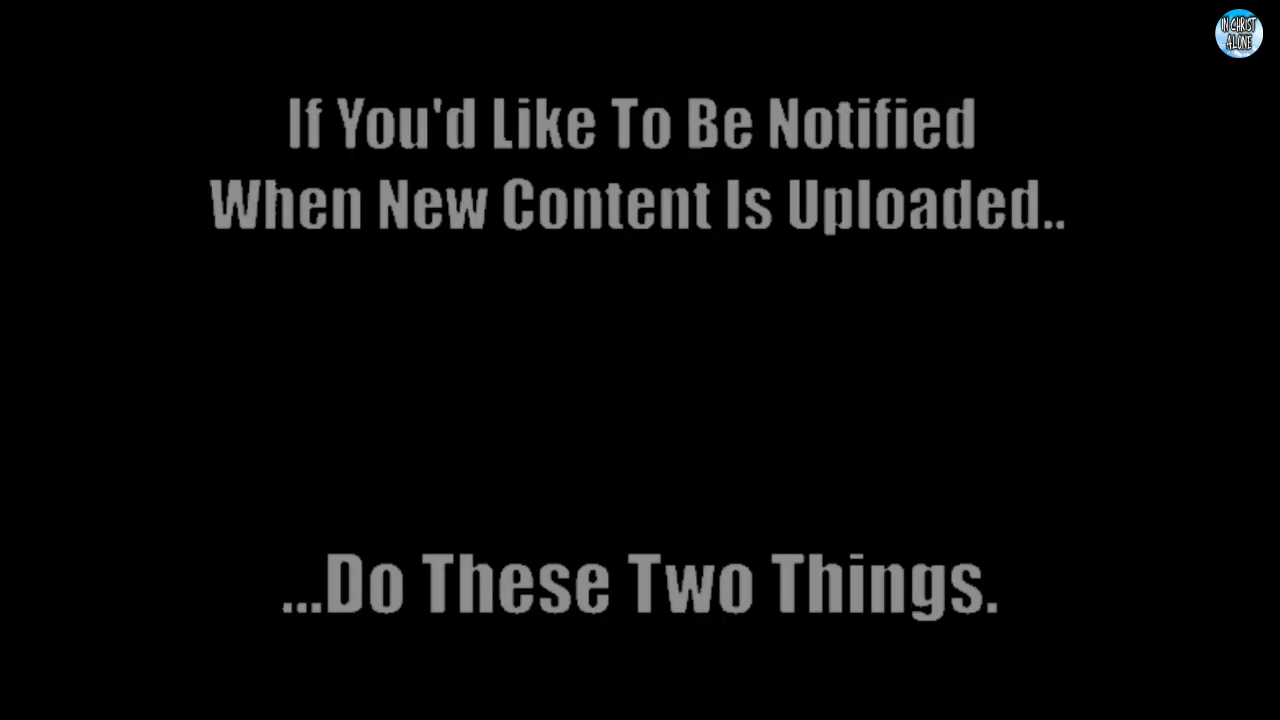 IN CHRIST
ALONE
If You'd Like To Be Notified
When New Content Is Uploaded..
...Do These Two Things.